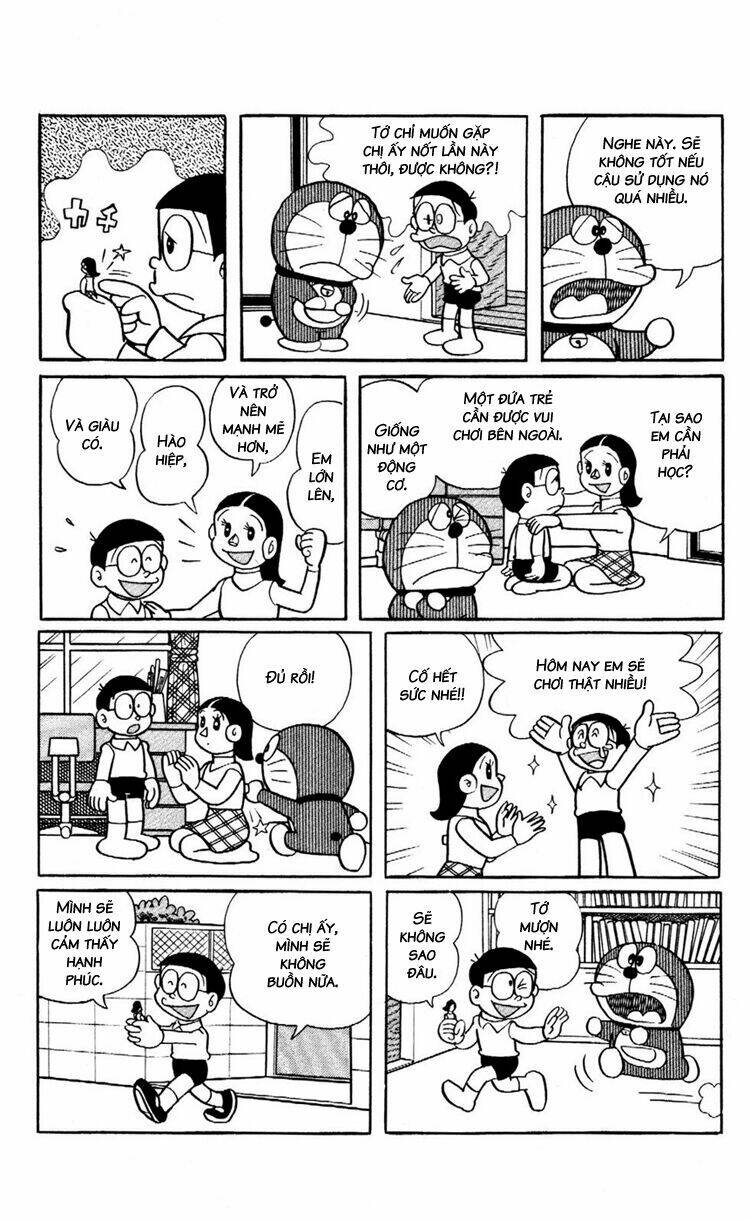 NGHE NÀY. SẼ
KHÔNG TỐT NẾU
CẬU SỬ DỤNG NÓ
QUÁ NHIỀU.
TỚ CHỈ MUỐN GẶP
CHỊ ẤY NỐT LẦN NÀY
THÔI, ĐƯỢC KHÔNG?!
カチ
TẠI SAO
EM CẦN
PHẢI
HỌC?
MỘT ĐỨA TRẺ
CẦN ĐƯỢC VUI
CHƠI BÊN NGOÀI.
GIỐNG
NHƯ MỘT
ĐỘNG
CƠ.
EM
LỚN
LÊN,
VÀ TRỞ
NÊN
MẠNH MẼ
HƠN,
HÀO
HIỆP,
VÀ GIÀU
CÓ.
HÔM NAY EM SẼ
CHƠI THẬT NHIỀU!
CỐ HẾT
SỨC NHÉ!!
ĐỦ RỒI!
TỚ
MƯỢN
NHÉ.
SẼ
KHÔNG
SAO
ĐÂU.
CÓ CHỊ ẤY,
MÌNH SẼ
KHÔNG
BUỒN NỮA.
MÌNH SẼ
LUÔN LUÔN
CẢM THẤY
HẠNH
PHÚC.